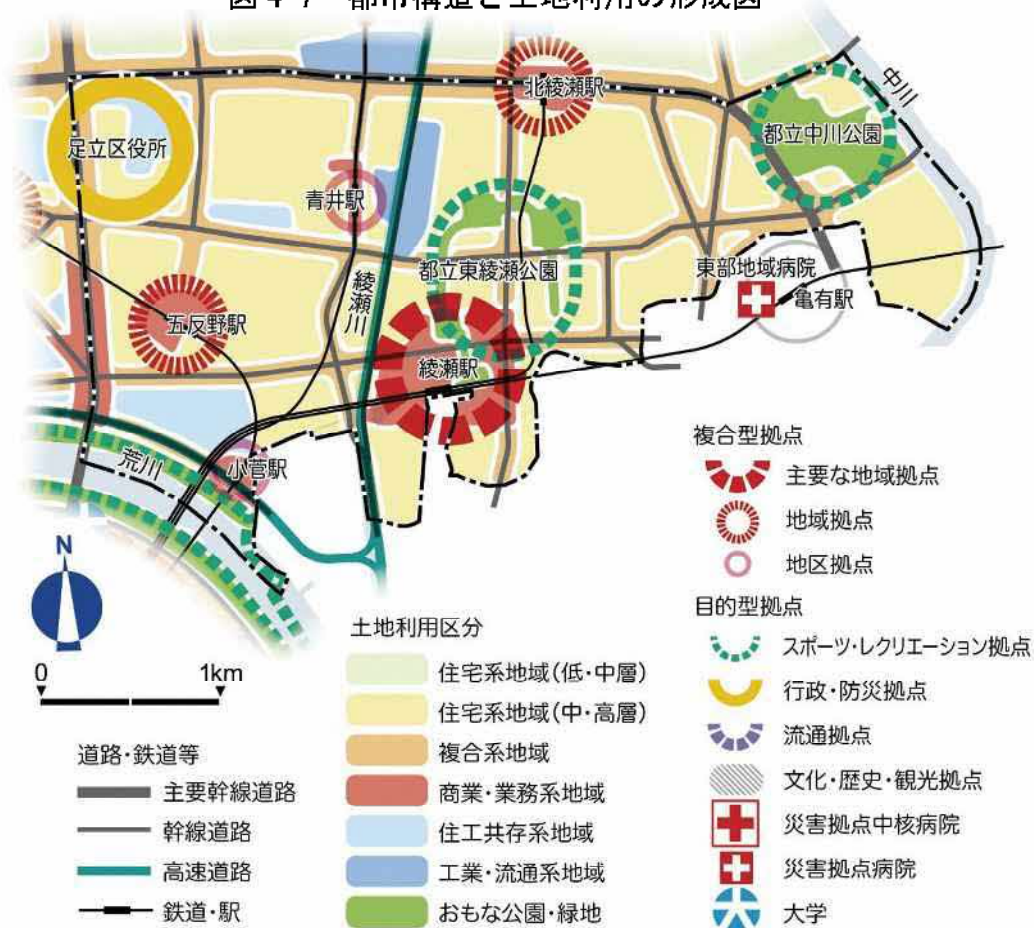 図4-7 都市構造と土地利用の形成図
中川
北綾瀬駅
都立中川公園
足立区役所
青井駅
都立東綾瀬公園
東部地域病院
綾瀬川
亀有駅
五反野駅
綾瀬駅
荒川
小菅駅
N
0 1km
複合型拠点
主要な地域拠点
地域拠点
地区拠点
目的型拠点
スポーツ・レクリエーション拠点
行政・防災拠点
流通拠点
文化・歴史・観光拠点
災害拠点中核病院
災害拠点病院
大学
土地利用区分
住宅系地域(低・中層)
住宅系地域(中・高層)
複合系地域
商業・業務系地域
住工共存系地域
工業・流通系地域
おもな公園・緑地
道路・鉄道等
主要幹線道路
幹線道路
高速道路
鉄道・駅